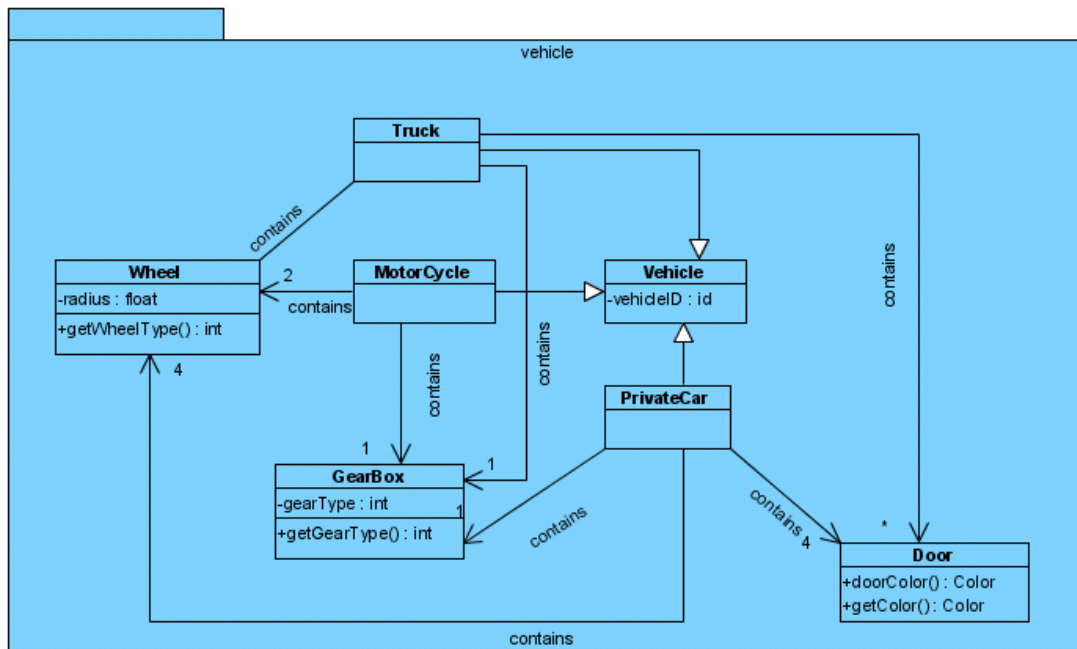 vehicle
Truck
contains
Wheel
-radius : float
+getWheelType() : int
2
contains
MotorCycle
Vehicle
-vehicleID : id
contains
4
contains
contains
PrivateCar
1
1
GearBox
-gearType : int
+getGearType() : int
1
contains
contains
4
*
Door
+doorColor() : Color
+getColor() : Color
contains